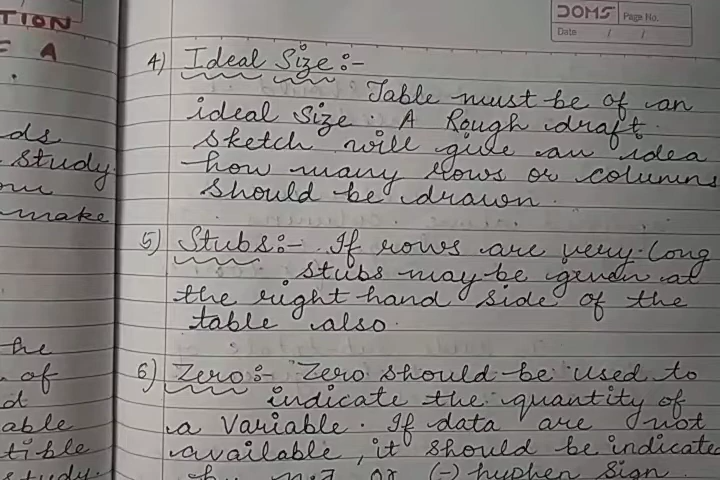 TION
A
DOMS Page No.
Date / /
4) Ideal Size :-
Table must be of an
ideal size. A Rough draft.
sketch will give an idea
how many rows or columns
should be drawn.
5) Stubs :- If rows are very long
stubs may be given at
the right hand side of the
table also.
6) Zero :- Zero should be used to
indicate the quantity of
a Variable. If data are not
available, it should be indicated
or (-) hyphen sign.
ds
study.
make
the
of
d
able
tible
study.